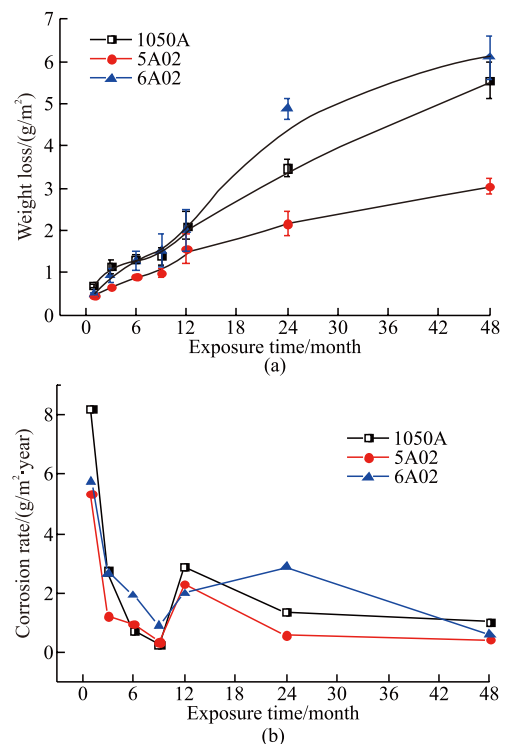 7
6
5
4
3
2
1
0
Weight loss/(g/m²)
1050A
5A02
6A02
0 6 12 18 24 30 36 42 48
Exposure time/month
(a)
8
6
4
2
0
Corrosion rate/(g/m²·year)
1050A
5A02
6A02
0 6 12 18 24 30 36 42 48
Exposure time/month
(b)